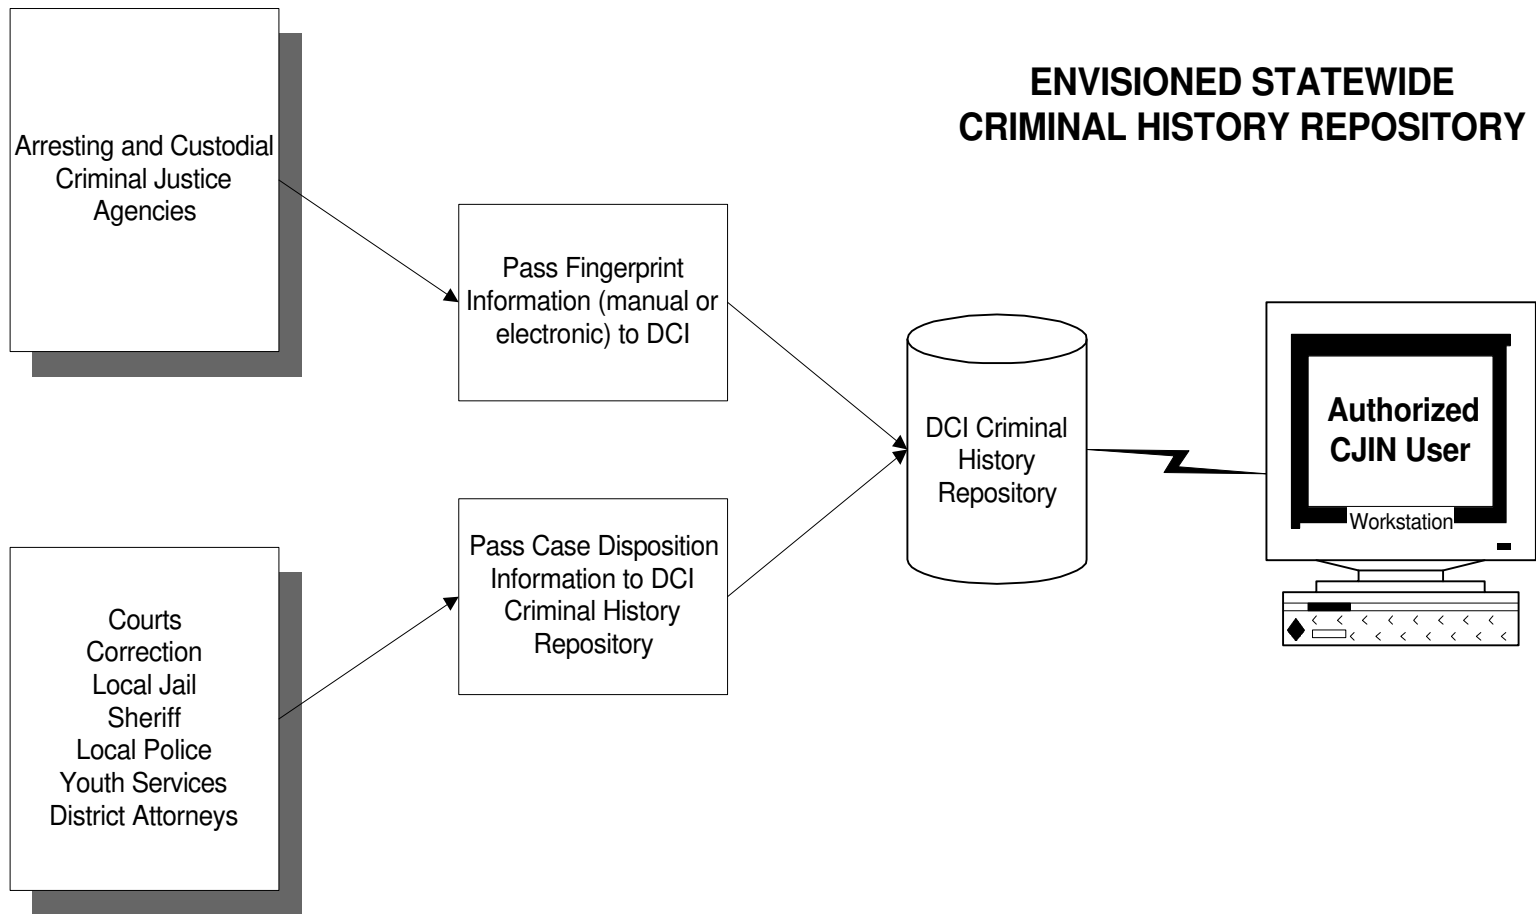 ENVISIONED STATEWIDE
CRIMINAL HISTORY REPOSITORY
Arresting and Custodial
Criminal Justice
Agencies
Pass Fingerprint
Information (manual or
electronic) to DCI
DCI Criminal
History
Repository
Authorized
CJIN User
Workstation
Pass Case Disposition
Information to DCI
Criminal History
Repository
Courts
Correction
Local Jail
Sheriff
Local Police
Youth Services
District Attorneys